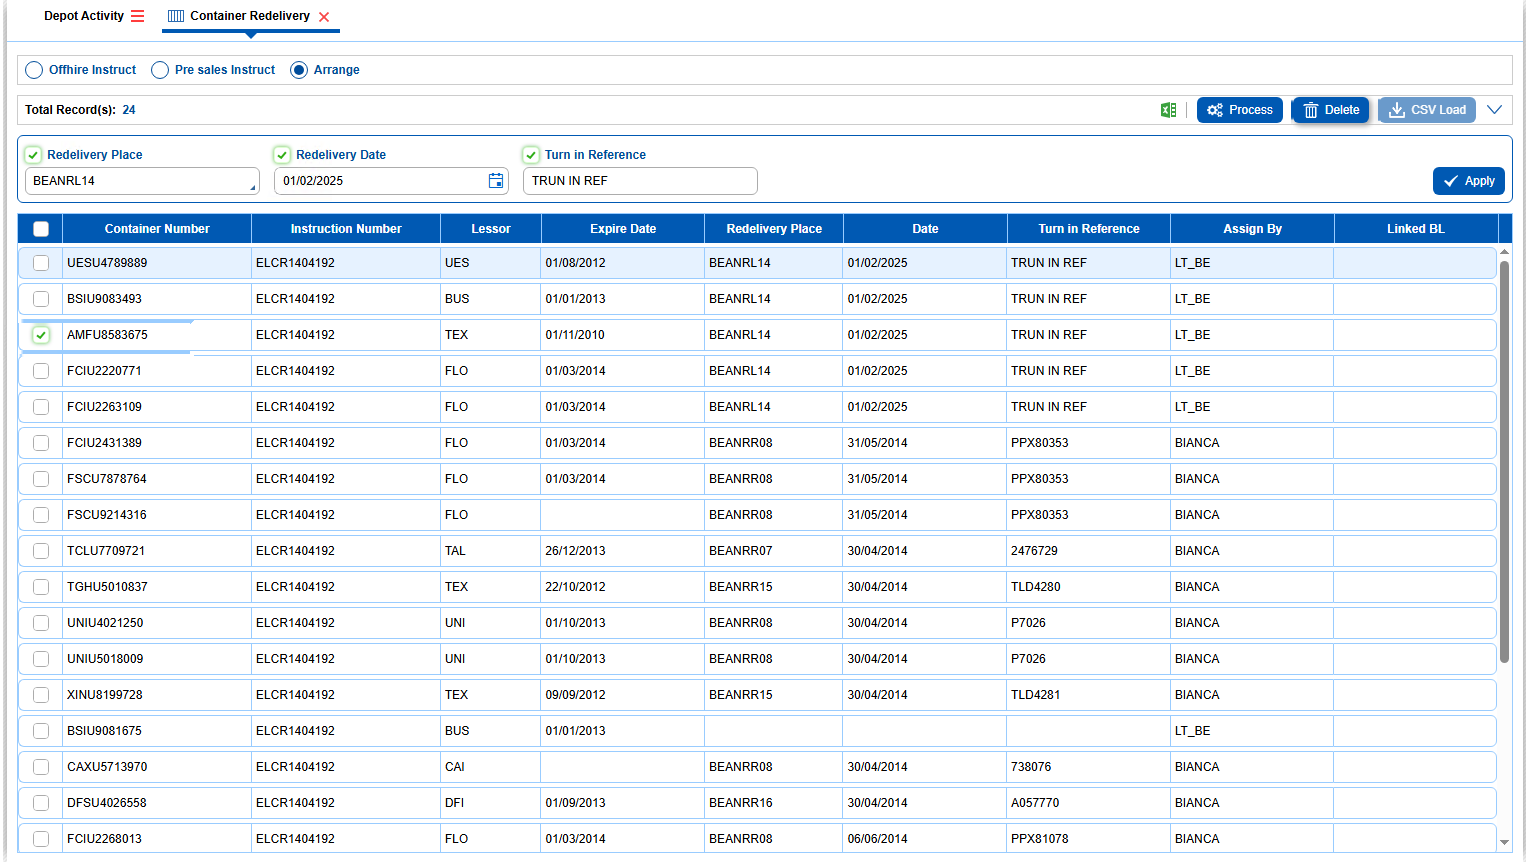 Depot Activity Container Redelivery
Offhire Instruct Pre sales Instruct Arrange
Total Record(s): 24 Process Delete CSV Load
Redelivery Place Redelivery Date Turn in Reference
BEANRL14 01/02/2025 TRUN IN REF Apply
Container Number Instruction Number Lessor Expire Date Redelivery Place Date Turn in Reference Assign By Linked BL
UESU4789889 ELCR1404192 UES 01/08/2012 BEANRL14 01/02/2025 TRUN IN REF LT_BE
BSIU9083493 ELCR1404192 BUS 01/01/2013 BEANRL14 01/02/2025 TRUN IN REF LT_BE
AMFU8583675 ELCR1404192 TEX 01/11/2010 BEANRL14 01/02/2025 TRUN IN REF LT_BE
FCIU2220771 ELCR1404192 FLO 01/03/2014 BEANRL14 01/02/2025 TRUN IN REF LT_BE
FCIU2263109 ELCR1404192 FLO 01/03/2014 BEANRL14 01/02/2025 TRUN IN REF LT_BE
FCIU2431389 ELCR1404192 FLO 01/03/2014 BEANRR08 31/05/2014 PPX80353 BIANCA
FSCU7878764 ELCR1404192 FLO 01/03/2014 BEANRR08 31/05/2014 PPX80353 BIANCA
FSCU9214316 ELCR1404192 FLO BEANRR08 31/05/2014 PPX80353 BIANCA
TCLU7709721 ELCR1404192 TAL 26/12/2013 BEANRR07 30/04/2014 2476729 BIANCA
TGHU5010837 ELCR1404192 TEX 22/10/2012 BEANRR15 30/04/2014 TLD4280 BIANCA
UNIU4021250 ELCR1404192 UNI 01/10/2013 BEANRR08 30/04/2014 P7026 BIANCA
UNIU5018009 ELCR1404192 UNI 01/10/2013 BEANRR08 30/04/2014 P7026 BIANCA
XINU8199728 ELCR1404192 TEX 09/09/2012 BEANRR15 30/04/2014 TLD4281 BIANCA
BSIU9081675 ELCR1404192 BUS 01/01/2013 LT_BE
CAXU5713970 ELCR1404192 CAI BEANRR08 30/04/2014 738076 BIANCA
DFSU4026558 ELCR1404192 DFI 01/09/2013 BEANRR16 30/04/2014 A057770 BIANCA
FCIU2268013 ELCR1404192 FLO 01/03/2014 BEANRR08 06/06/2014 PPX81078 BIANCA